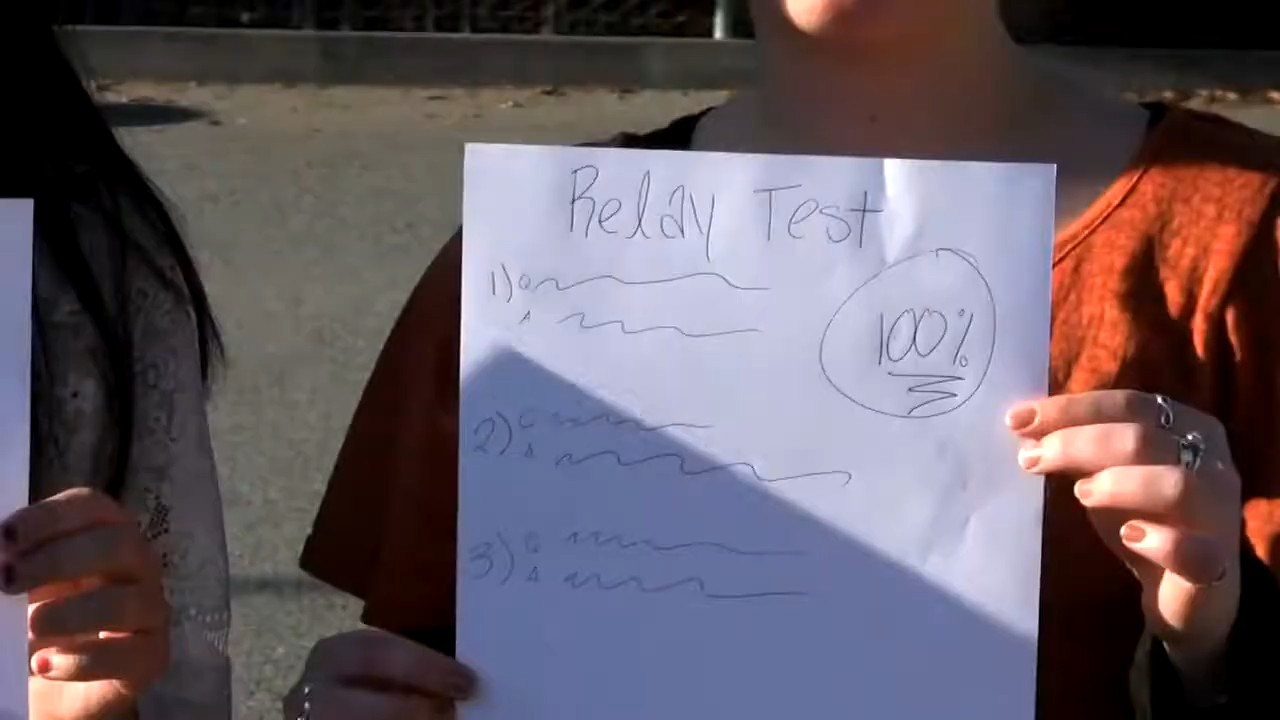 Relay Test
1) Q
A
100%
2) Q
A
3) Q
A